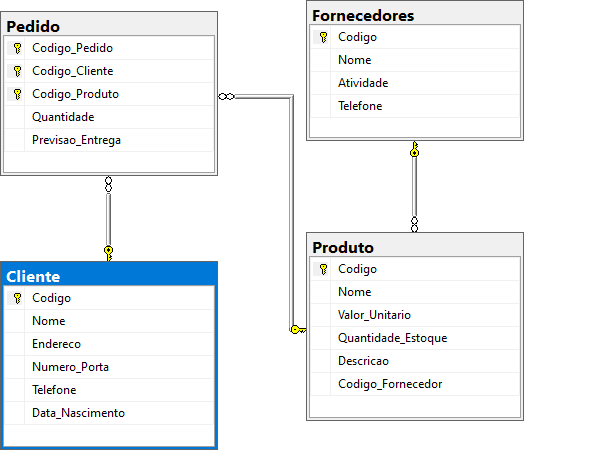 Pedido
Codigo_Pedido
Codigo_Cliente
Codigo_Produto
Quantidade
Previsao_Entrega
Fornecedores
Codigo
Nome
Atividade
Telefone
Cliente
Codigo
Nome
Endereco
Numero_Porta
Telefone
Data_Nascimento
Produto
Codigo
Nome
Valor_Unitario
Quantidade_Estoque
Descricao
Codigo_Fornecedor